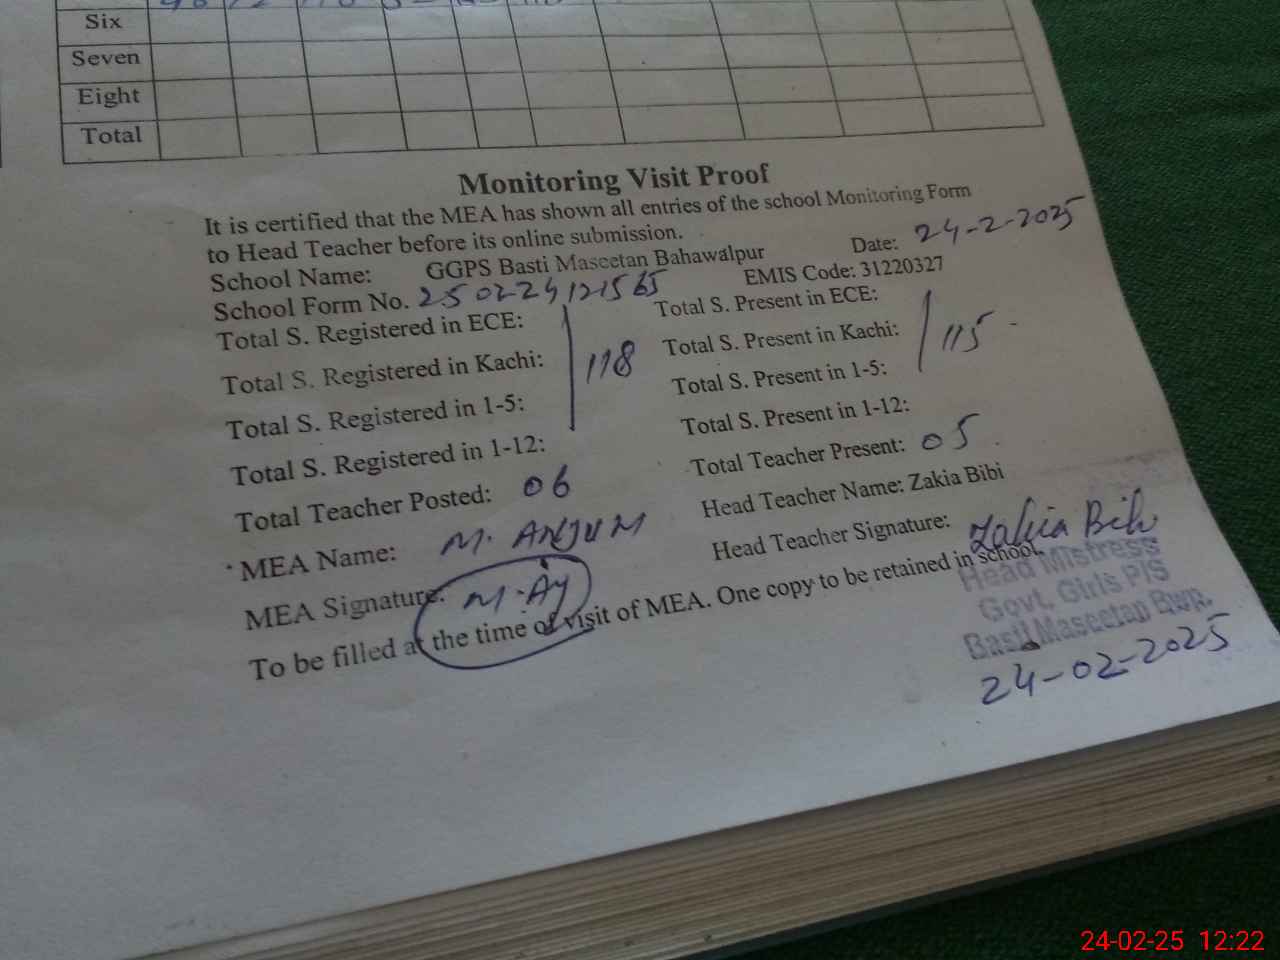 Six
Seven
Eight
Total
Monitoring Visit Proof
It is certified that the MEA has shown all entries of the school Monitoring Form
to Head Teacher before its online submission.
Date: 24-2-2025
School Name: GGPS Basti Mascetan Bahawalpur
EMIS Code: 31220327
School Form No. 250224121565
Total S. Registered in ECE:
Total S. Present in ECE:
Total S. Registered in Kachi: 118
Total S. Present in Kachi: 115
Total S. Registered in 1-5:
Total S. Present in 1-5:
Total S. Registered in 1-12:
Total S. Present in 1-12:
Total Teacher Posted: 06
Total Teacher Present: 05
MEA Name: M. ANJUM
Head Teacher Name: Zakia Bibi
MEA Signature: M. Aj
Head Teacher Signature: Zakia Bibi
To be filled at the time of visit of MEA. One copy to be retained in school.
Head Mistress
Govt. Girls P/S
Basti Mascetan Bwp.
24-02-2025
24-02-25 12:22